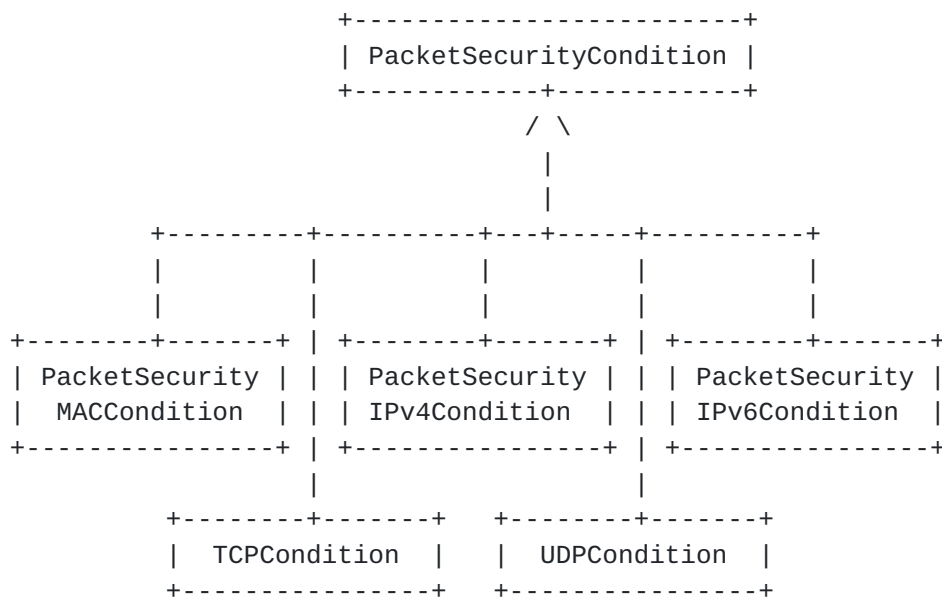 PacketSecurityCondition
PacketSecurity PacketSecurity PacketSecurity
MACCondition IPv4Condition IPv6Condition
TCPCondition UDPCondition